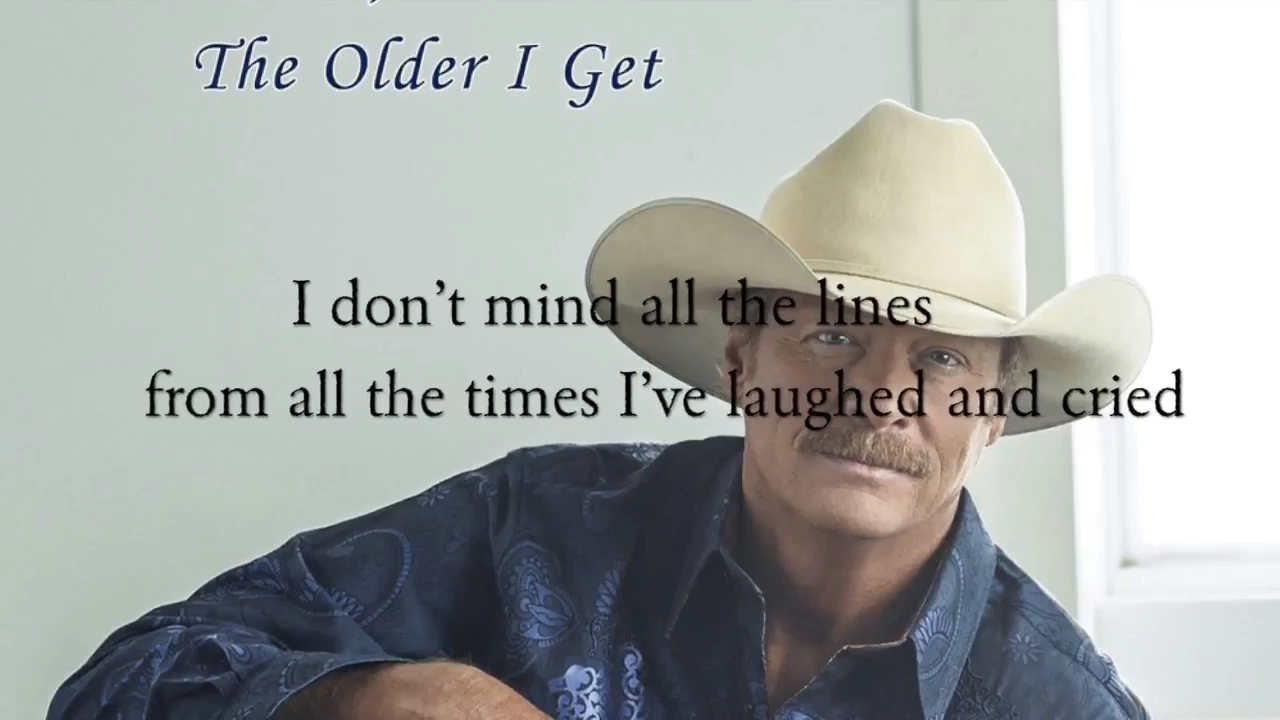 The Older I Get
I don't mind all the lines
from all the times I've laughed and cried